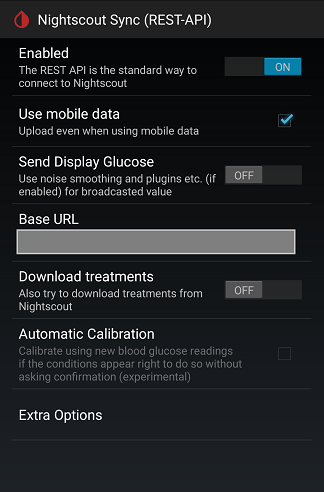 Nightscout Sync (REST-API)
Enabled
The REST API is the standard way to
connect to Nightscout
ON
Use mobile data
Upload even when using mobile data
Send Display Glucose
Use noise smoothing and plugins etc. (if
enabled) for broadcasted value
OFF
Base URL
Download treatments
Also try to download treatments from
Nightscout
OFF
Automatic Calibration
Calibrate using new blood glucose readings
if the conditions appear right to do so without
asking confirmation (experimental)
Extra Options